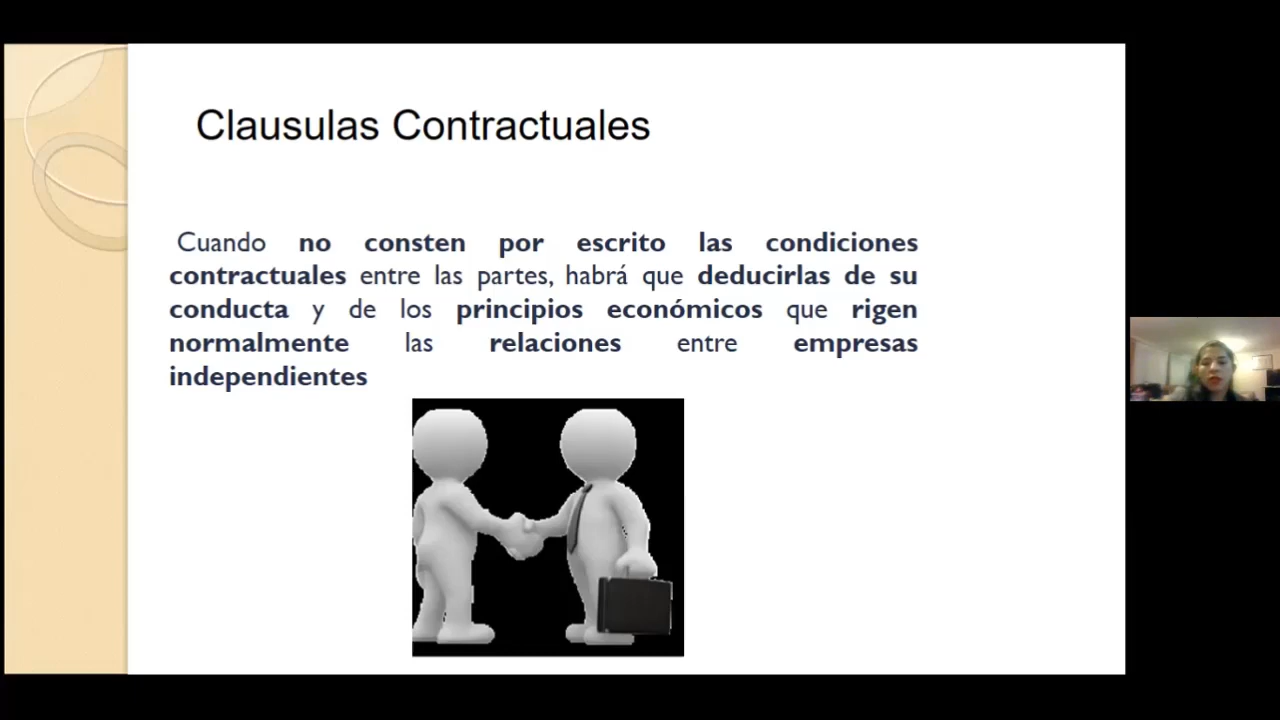 Clausulas Contractuales
Cuando no consten por escrito las condiciones
contractuales entre las partes, habrá que deducirlas de su
conducta y de los principios económicos que rigen
normalmente las relaciones entre empresas
independientes